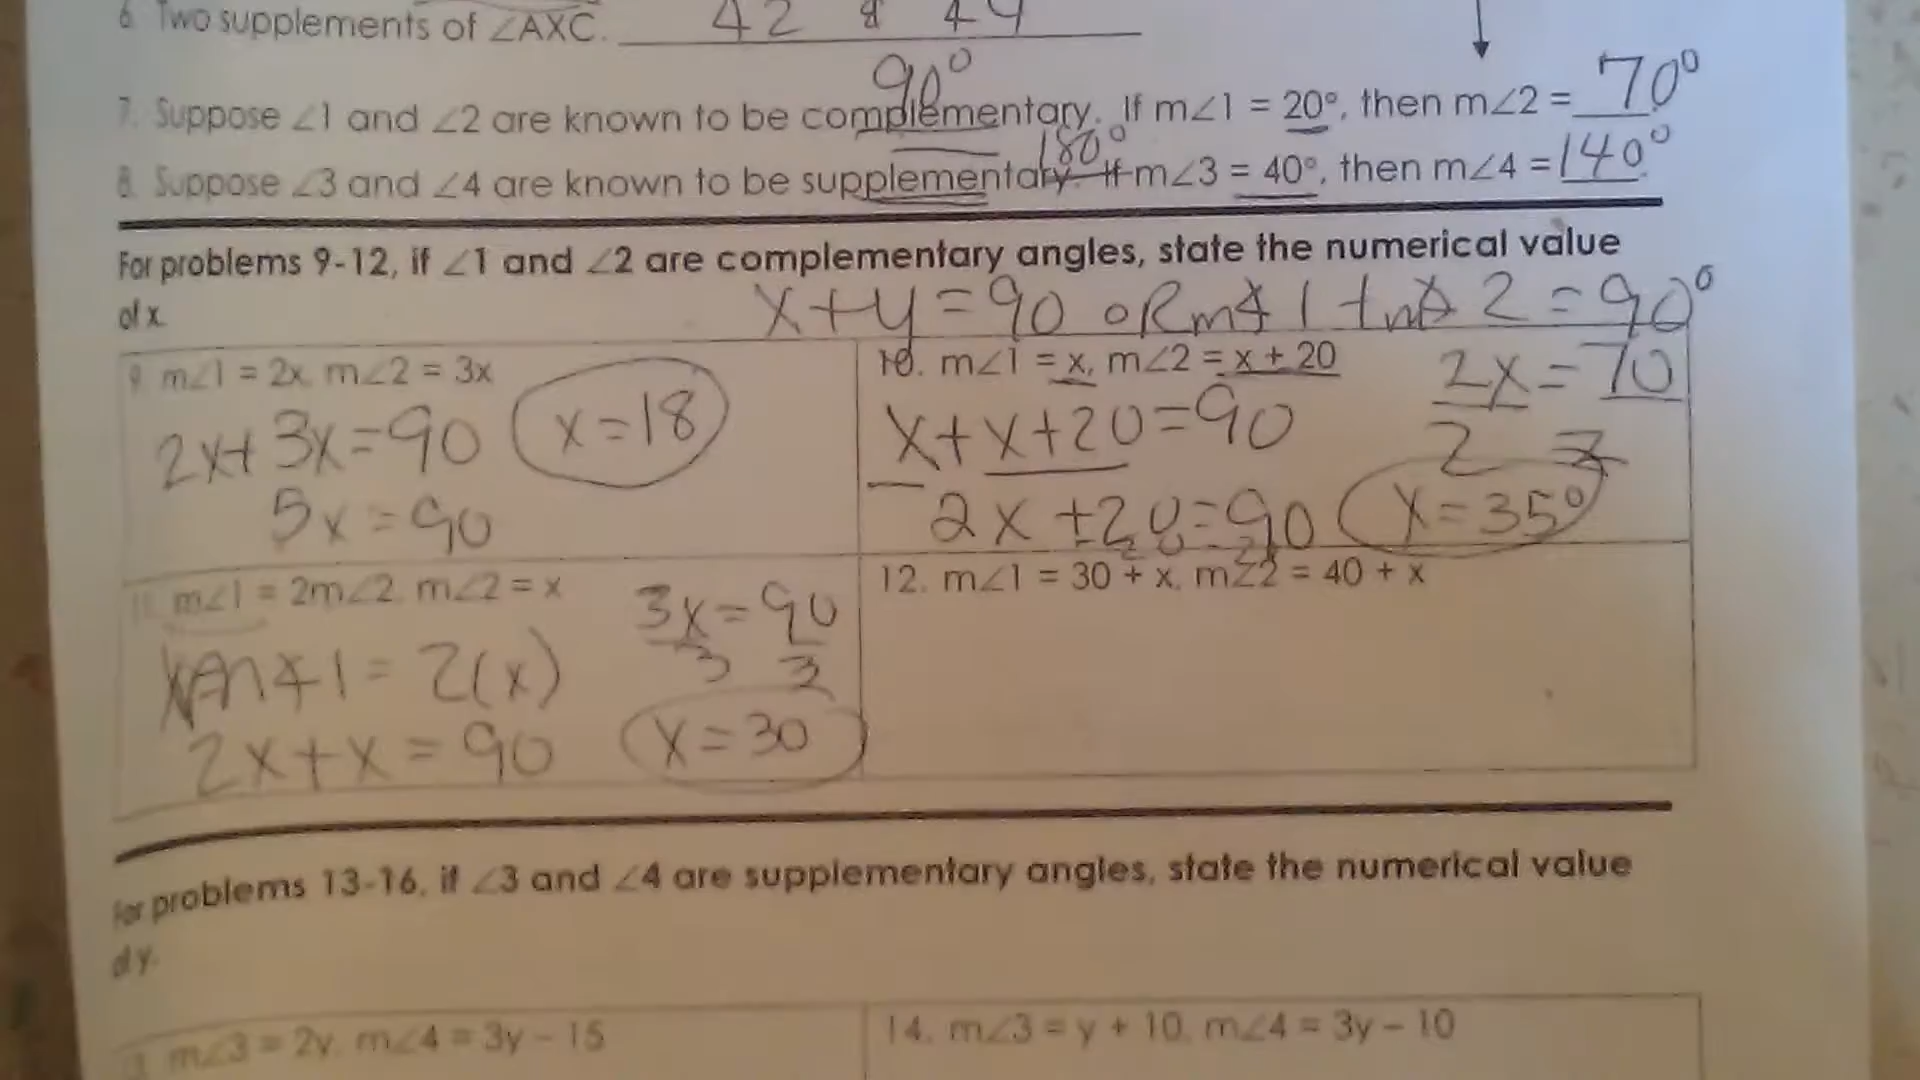 6. Two supplements of ∠AXC. 42 & 49
90°
7. Suppose ∠1 and ∠2 are known to be complementary. If m∠1 = 20°, then m∠2 = 70°
180°
8. Suppose ∠3 and ∠4 are known to be supplementary. If m∠3 = 40°, then m∠4 = 140°
For problems 9-12, if ∠1 and ∠2 are complementary angles, state the numerical value
of x.
x+y=90 OR m∡1 + m∡2 = 90°
9. m∠1 = 2x, m∠2 = 3x
2x+3x=90
x=18
5x=90
10. m∠1 = x, m∠2 = x + 20
x+x+20=90
2x+20=90
2x=70
2 2
x=35°
11. m∠1 = 2m∠2, m∠2 = x
m∡1 = 2(x)
2x+x=90
3x=90
3 3
x=30
12. m∠1 = 30 + x, m∠2 = 40 + x
For problems 13-16, if ∠3 and ∠4 are supplementary angles, state the numerical value
of y.
m∠3 = 2y, m∠4 = 3y – 15
14. m∠3 = y + 10, m∠4 = 3y – 10